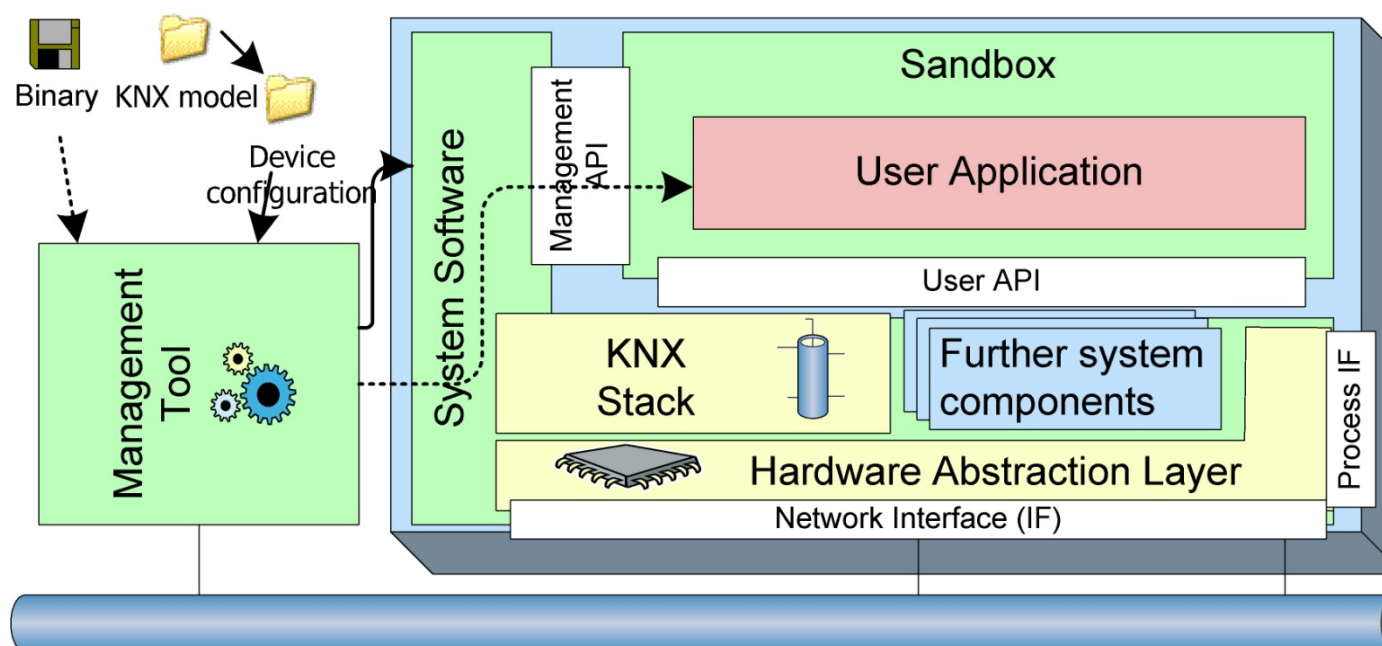 Binary
KNX model
Device
configuration
Management
Tool
System Software
Management
API
Sandbox
User Application
User API
KNX
Stack
Further system
components
Process IF
Hardware Abstraction Layer
Network Interface (IF)